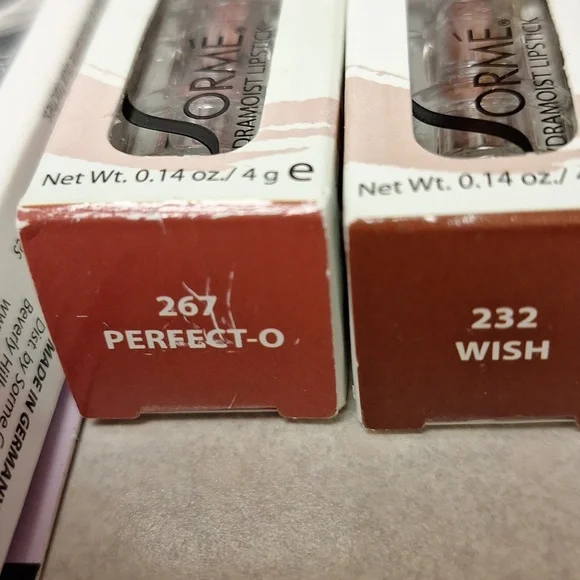 SORMÉ®
DRAMOIST LIPSTICK
Net Wt. 0.14 oz./ 4 g e
267
PERFECT-O
SORMÉ®
DRAMOIST LIPSTICK
Net Wt. 0.14 oz./
232
WISH
MADE IN GERMANY
Dist. by Sorme C
Beverly Hill
www